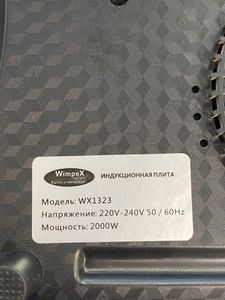 WimpeX
ИНДУКЦИОННАЯ ПЛИТА
Модель: WX1323
Напряжение: 220V-240V 50 / 60Hz
Мощность: 2000W